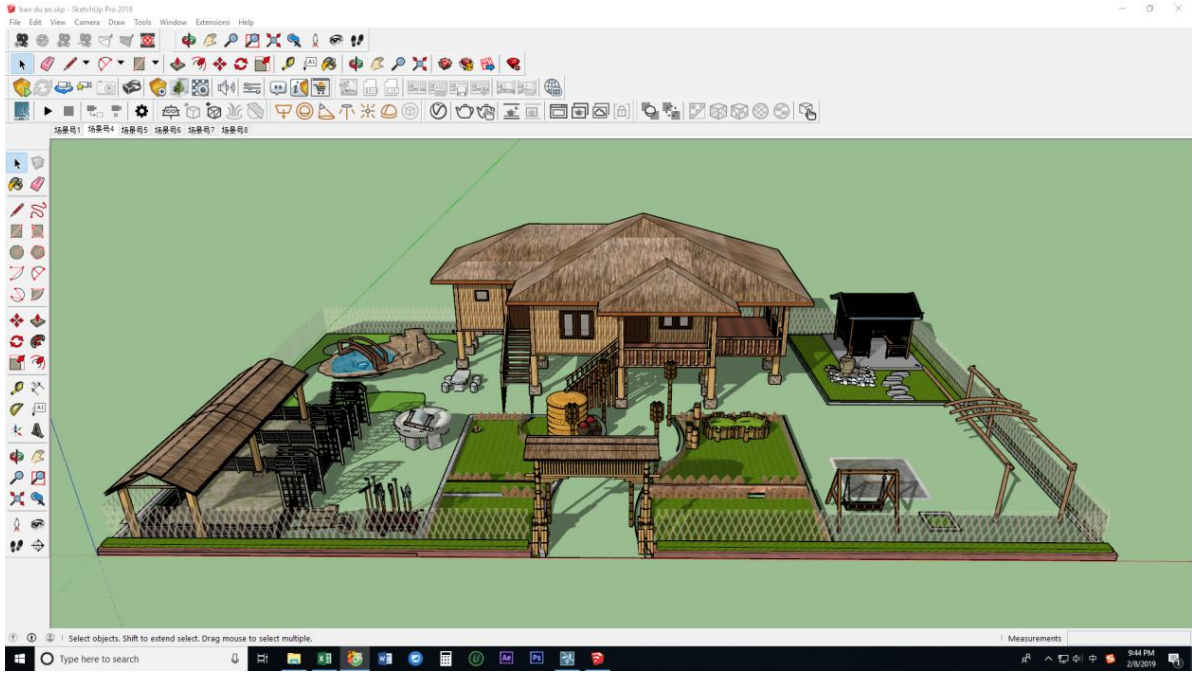 ban du an.skp - SketchUp Pro 2018
File Edit View Camera Draw Tools Window Extensions Help
场景号1 场景号4 场景号5 场景号6 场景号7 场景号8
Select objects. Shift to extend select. Drag mouse to select multiple.
Measurements
Type here to search
Ae
Ps
中
9:44 PM
2/8/2019